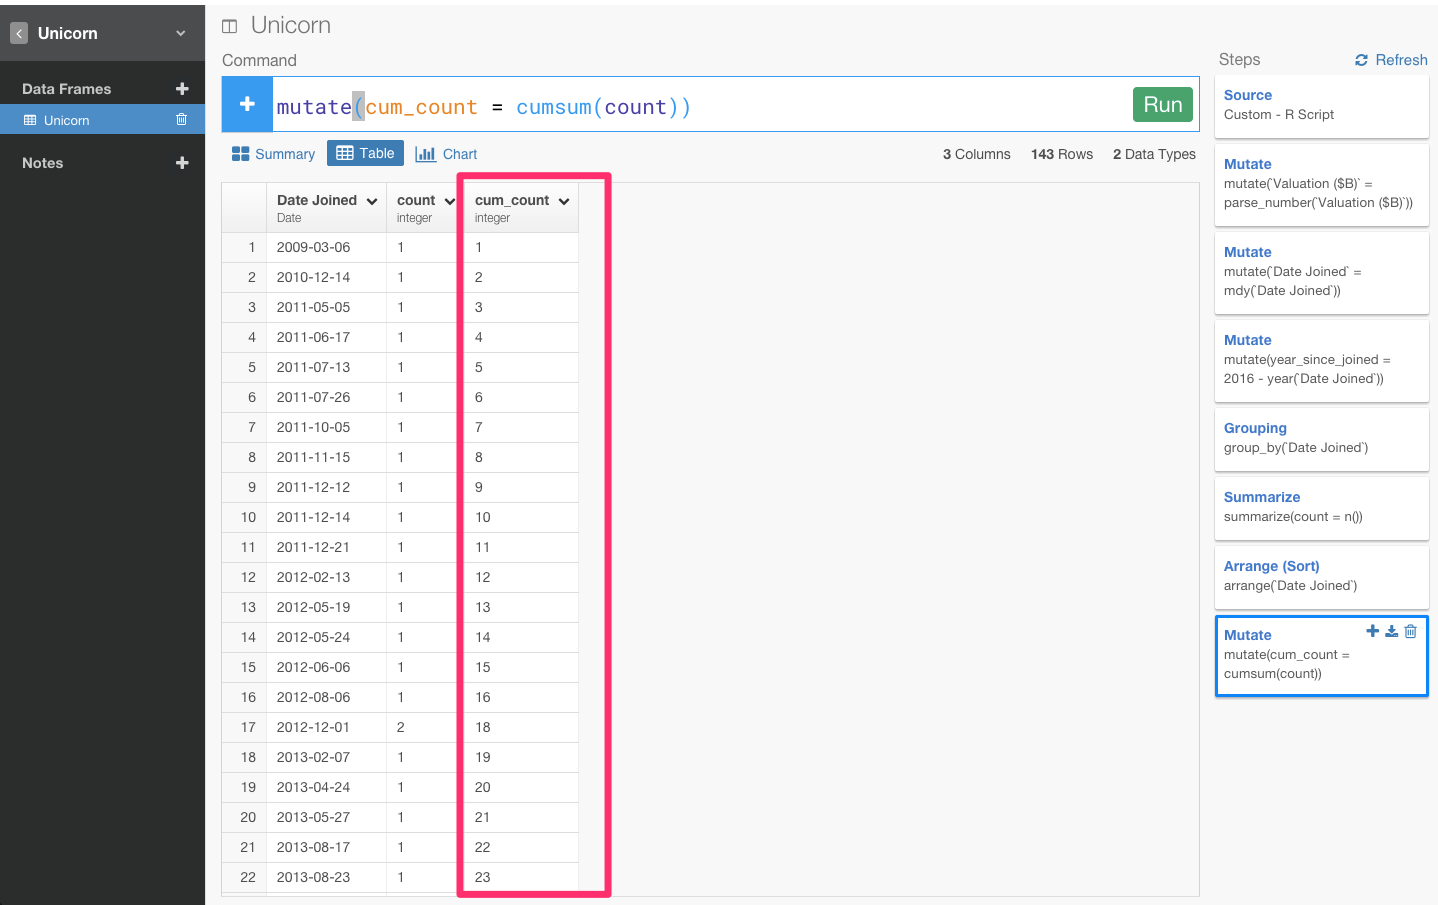 Unicorn
Data Frames
Unicorn
Notes
Unicorn
Command
mutate(cum_count = cumsum(count))
Run
Summary Table Chart
3 Columns 143 Rows 2 Data Types
Date Joined count cum_count
Date integer integer
1 2009-03-06 1 1
2 2010-12-14 1 2
3 2011-05-05 1 3
4 2011-06-17 1 4
5 2011-07-13 1 5
6 2011-07-26 1 6
7 2011-10-05 1 7
8 2011-11-15 1 8
9 2011-12-12 1 9
10 2011-12-14 1 10
11 2011-12-21 1 11
12 2012-02-13 1 12
13 2012-05-19 1 13
14 2012-05-24 1 14
15 2012-06-06 1 15
16 2012-08-06 1 16
17 2012-12-01 2 18
18 2013-02-07 1 19
19 2013-04-24 1 20
20 2013-05-27 1 21
21 2013-08-17 1 22
22 2013-08-23 1 23
Steps Refresh
Source
Custom - R Script
Mutate
mutate(`Valuation ($B)` =
parse_number(`Valuation ($B)`))
Mutate
mutate(`Date Joined` =
mdy(`Date Joined`))
Mutate
mutate(year_since_joined =
2016 - year(`Date Joined`))
Grouping
group_by(`Date Joined`)
Summarize
summarize(count = n())
Arrange (Sort)
arrange(`Date Joined`)
Mutate
mutate(cum_count =
cumsum(count))